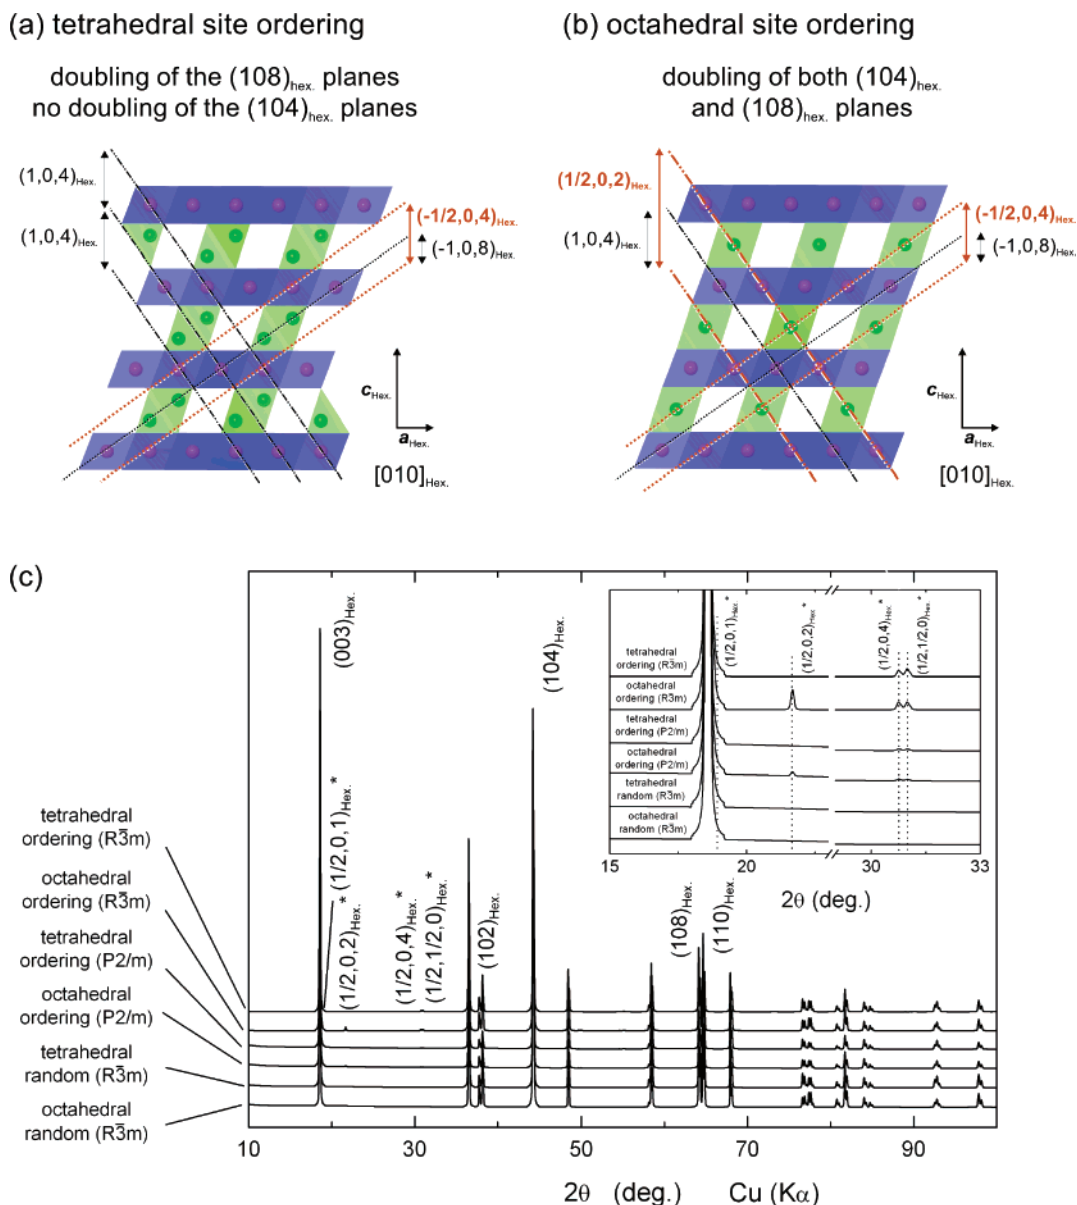 (a) tetrahedral site ordering
doubling of the (108)hex. planes
no doubling of the (104)hex. planes
(1,0,4)Hex.
(1,0,4)Hex.
(-1/2,0,4)Hex.
(-1,0,8)Hex.
cHex.
aHex.
[010]Hex.
(b) octahedral site ordering
doubling of both (104)hex.
and (108)hex. planes
(1/2,0,2)Hex.
(1,0,4)Hex.
(-1/2,0,4)Hex.
(-1,0,8)Hex.
cHex.
aHex.
[010]Hex.
(c)
(003)Hex.
(1/2,0,1)Hex.*
(1/2,0,2)Hex.*
(1/2,0,4)Hex.*
(1/2,1/2,0)Hex.*
(102)Hex.
(104)Hex.
(108)Hex.
(110)Hex.
tetrahedral
ordering (R3̅m)
octahedral
ordering (R3̅m)
tetrahedral
ordering (P2/m)
octahedral
ordering (P2/m)
tetrahedral
random (R3̅m)
octahedral
random (R3̅m)
10 30 50 70 90
2θ (deg.) Cu (Kα)
(1/2,0,1)Hex.*
(1/2,0,2)Hex.*
(1/2,0,4)Hex.*
(1/2,1/2,0)Hex.*
tetrahedral
ordering (R3̅m)
octahedral
ordering (R3̅m)
tetrahedral
ordering (P2/m)
octahedral
ordering (P2/m)
tetrahedral
random (R3̅m)
octahedral
random (R3̅m)
15 20 30 33
2θ (deg.)